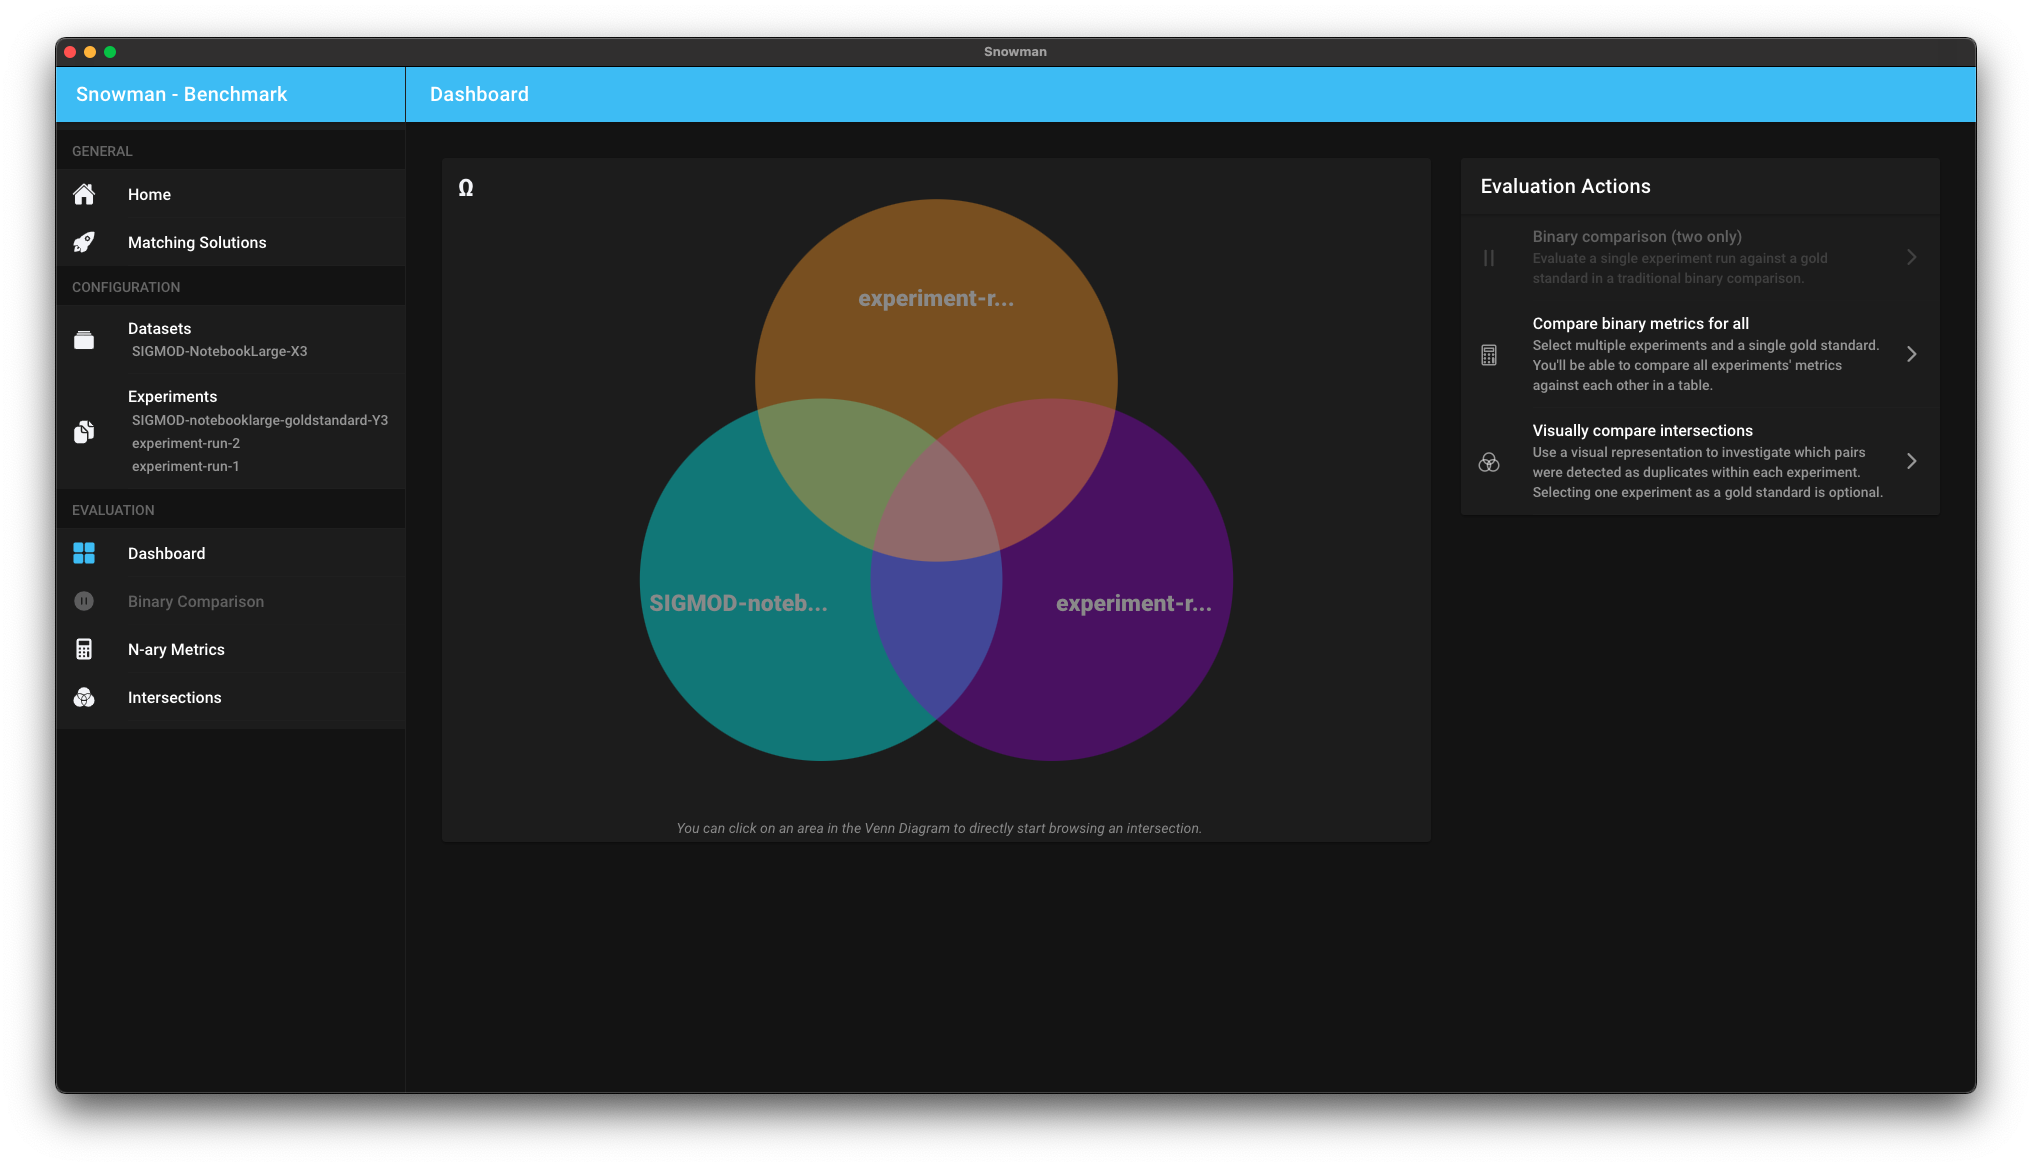 Snowman
Snowman - Benchmark
Dashboard
GENERAL
Home
Matching Solutions
CONFIGURATION
Datasets
SIGMOD-NotebookLarge-X3
Experiments
SIGMOD-notebooklarge-goldstandard-Y3
experiment-run-2
experiment-run-1
EVALUATION
Dashboard
Binary Comparison
N-ary Metrics
Intersections
Ω
experiment-r...
SIGMOD-noteb...
experiment-r...
You can click on an area in the Venn Diagram to directly start browsing an intersection.
Evaluation Actions
Binary comparison (two only)
Evaluate a single experiment run against a gold
standard in a traditional binary comparison.
Compare binary metrics for all
Select multiple experiments and a single gold standard.
You'll be able to compare all experiments' metrics
against each other in a table.
Visually compare intersections
Use a visual representation to investigate which pairs
were detected as duplicates within each experiment.
Selecting one experiment as a gold standard is optional.